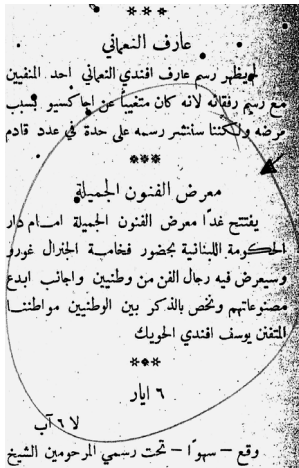 ***
عارف النعماني
لم يظهر رسم عارف افندي النعماني احد المنفيين
مع رسم رفقائه لانه كان متغيباً عن اجاكسيو بسبب
مرضه ولكننا سننشر رسمه على حدة في عدد قادم
***
معرض الفنون الجميلة
يفتتح غدًا معرض الفنون الجميلة امام دار
الحكومة اللبنانية بحضور فخامة الجنرال غورو
وسيعرض فيه رجال الفن من وطنيين واجانب ابدع
مصنوعاتهم ونخص بالذكر بين الوطنيين مواطننا
المتفنن يوسف افندي الحويك
***
٦ ايار
لا ٦ آب
وقع – سهوًا – تحت رسمي المرحومين الشيخ